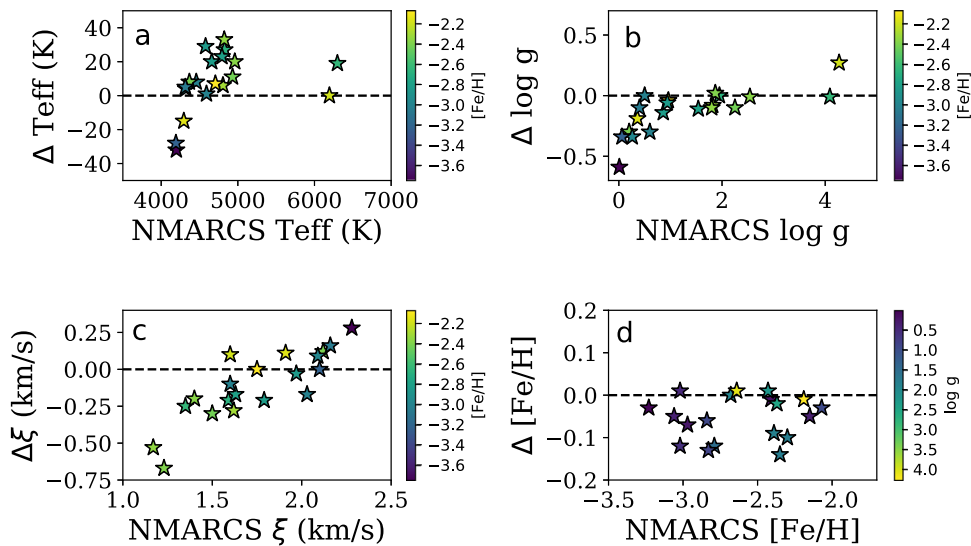 a
40
20
0
−20
−40
Δ Teff (K)
4000 5000 6000 7000
NMARCS Teff (K)
−2.2
−2.4
−2.6
−2.8
−3.0
−3.2
−3.4
−3.6
[Fe/H]
b
0.5
0.0
−0.5
Δ log g
0 2 4
NMARCS log g
−2.2
−2.4
−2.6
−2.8
−3.0
−3.2
−3.4
−3.6
[Fe/H]
c
0.25
0.00
−0.25
−0.50
−0.75
Δξ (km/s)
1.0 1.5 2.0 2.5
NMARCS ξ (km/s)
−2.2
−2.4
−2.6
−2.8
−3.0
−3.2
−3.4
−3.6
[Fe/H]
d
0.2
0.1
0.0
−0.1
−0.2
Δ [Fe/H]
−3.5 −3.0 −2.5 −2.0
NMARCS [Fe/H]
0.5
1.0
1.5
2.0
2.5
3.0
3.5
4.0
log g